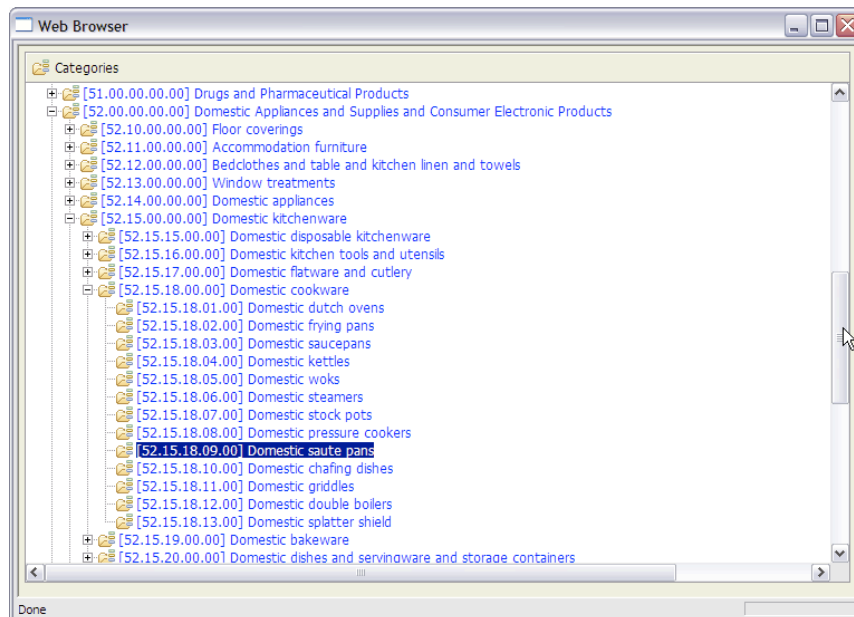 Web Browser
Categories
[51.00.00.00.00] Drugs and Pharmaceutical Products
[52.00.00.00.00] Domestic Appliances and Supplies and Consumer Electronic Products
[52.10.00.00.00] Floor coverings
[52.11.00.00.00] Accommodation furniture
[52.12.00.00.00] Bedclothes and table and kitchen linen and towels
[52.13.00.00.00] Window treatments
[52.14.00.00.00] Domestic appliances
[52.15.00.00.00] Domestic kitchenware
[52.15.15.00.00] Domestic disposable kitchenware
[52.15.16.00.00] Domestic kitchen tools and utensils
[52.15.17.00.00] Domestic flatware and cutlery
[52.15.18.00.00] Domestic cookware
[52.15.18.01.00] Domestic dutch ovens
[52.15.18.02.00] Domestic frying pans
[52.15.18.03.00] Domestic saucepans
[52.15.18.04.00] Domestic kettles
[52.15.18.05.00] Domestic woks
[52.15.18.06.00] Domestic steamers
[52.15.18.07.00] Domestic stock pots
[52.15.18.08.00] Domestic pressure cookers
[52.15.18.09.00] Domestic saute pans
[52.15.18.10.00] Domestic chafing dishes
[52.15.18.11.00] Domestic griddles
[52.15.18.12.00] Domestic double boilers
[52.15.18.13.00] Domestic splatter shield
[52.15.19.00.00] Domestic bakeware
[52.15.20.00.00] Domestic dishes and servingware and storage containers
Done